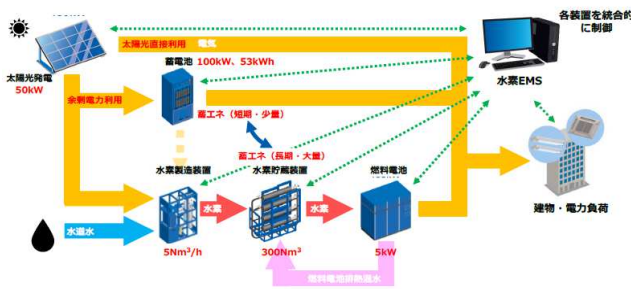 各装置を統合的
に制御
太陽光直接利用 電気
蓄電池 100kW、53kWh
太陽光発電
50kW
水素EMS
余剰電力利用
蓄エネ（短期・少量）
蓄エネ（長期・大量）
水素製造装置
水素貯蔵装置
燃料電池
水素
水素
建物・電力負荷
水道水
5Nm³/h
300Nm³
5kW
燃料電池排熱温水